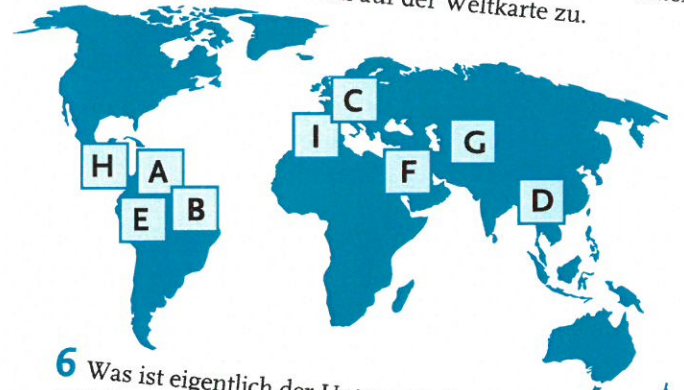 auf der Weltkarte zu.
C
I
G
H
A
F
E
B
D
6 Was ist eigentlich der